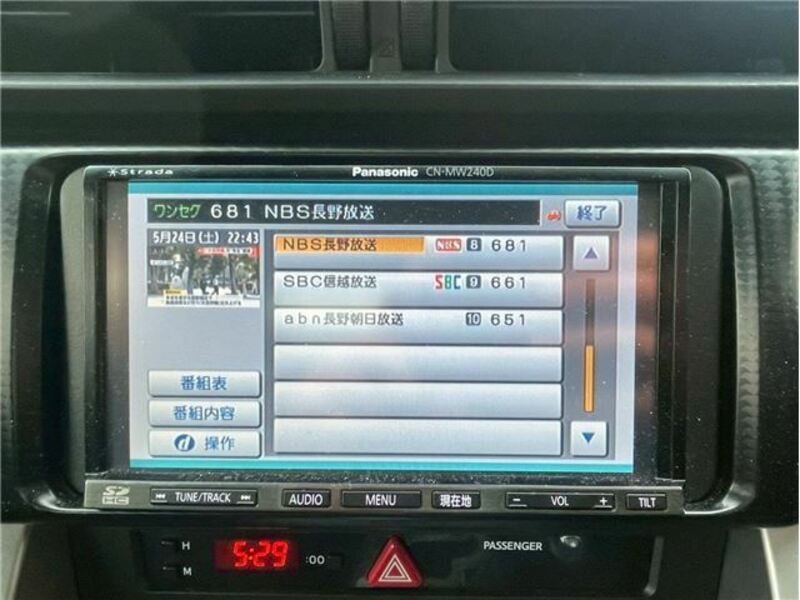 Strada Panasonic CN-MW240D
ワンセグ 681 NBS長野放送 終了
5月24日(土) 22:43
NBS長野放送 NBS 8 681
SBC信越放送 SBC 9 661
abn長野朝日放送 10 651
番組表
番組内容
d 操作
SD HC TUNE/TRACK AUDIO MENU 現在地 - VOL + TILT
H 5:29 :00 PASSENGER
M